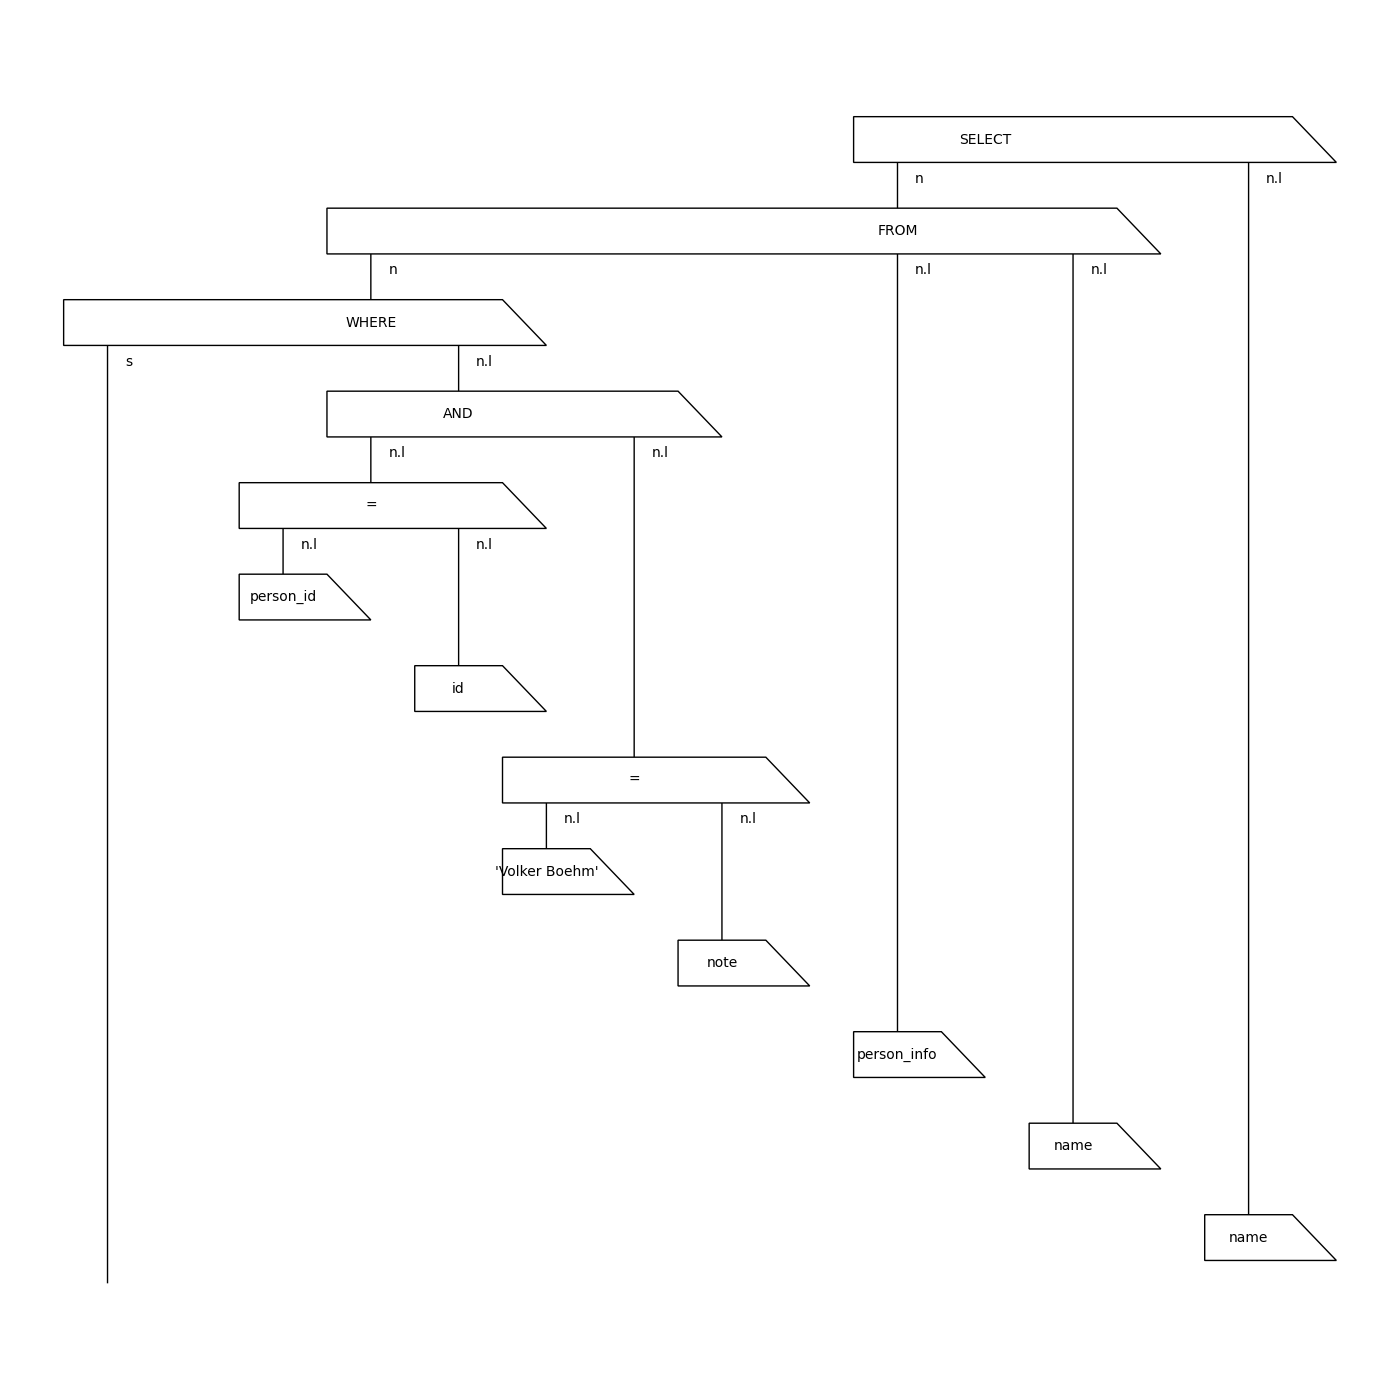 SELECT
n n.l
FROM
n n.l n.l
WHERE
s n.l
AND
n.l n.l
=
n.l n.l
person_id
id
=
n.l n.l
'Volker Boehm'
note
person_info
name
name